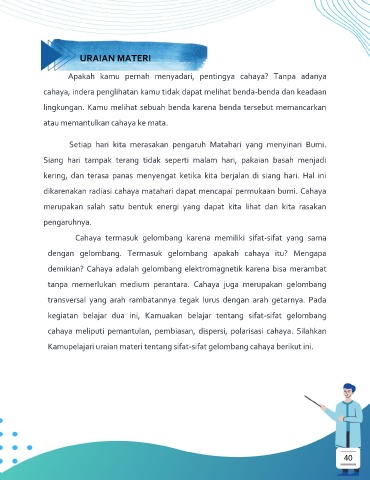 URAIAN MATERI
Apakah kamu pernah menyadari, pentingya cahaya? Tanpa adanya
cahaya, indera penglihatan kamu tidak dapat melihat benda-benda dan keadaan
lingkungan. Kamu melihat sebuah benda karena benda tersebut memancarkan
atau memantulkan cahaya ke mata.
Setiap hari kita merasakan pengaruh Matahari yang menyinari Bumi.
Siang hari tampak terang tidak seperti malam hari, pakaian basah menjadi
kering, dan terasa panas menyengat ketika kita berjalan di siang hari. Hal ini
dikarenakan radiasi cahaya matahari dapat mencapai permukaan bumi. Cahaya
merupakan salah satu bentuk energi yang dapat kita lihat dan kita rasakan
pengaruhnya.
Cahaya termasuk gelombang karena memiliki sifat-sifat yang sama
dengan gelombang. Termasuk gelombang apakah cahaya itu? Mengapa
demikian? Cahaya adalah gelombang elektromagnetik karena bisa merambat
tanpa memerlukan medium perantara. Cahaya juga merupakan gelombang
transversal yang arah rambatannya tegak lurus dengan arah getarnya. Pada
kegiatan belajar dua ini, Kamuakan belajar tentang sifat-sifat gelombang
cahaya meliputi pemantulan, pembiasan, dispersi, polarisasi cahaya. Silahkan
Kamupelajari uraian materi tentang sifat-sifat gelombang cahaya berikut ini.
40